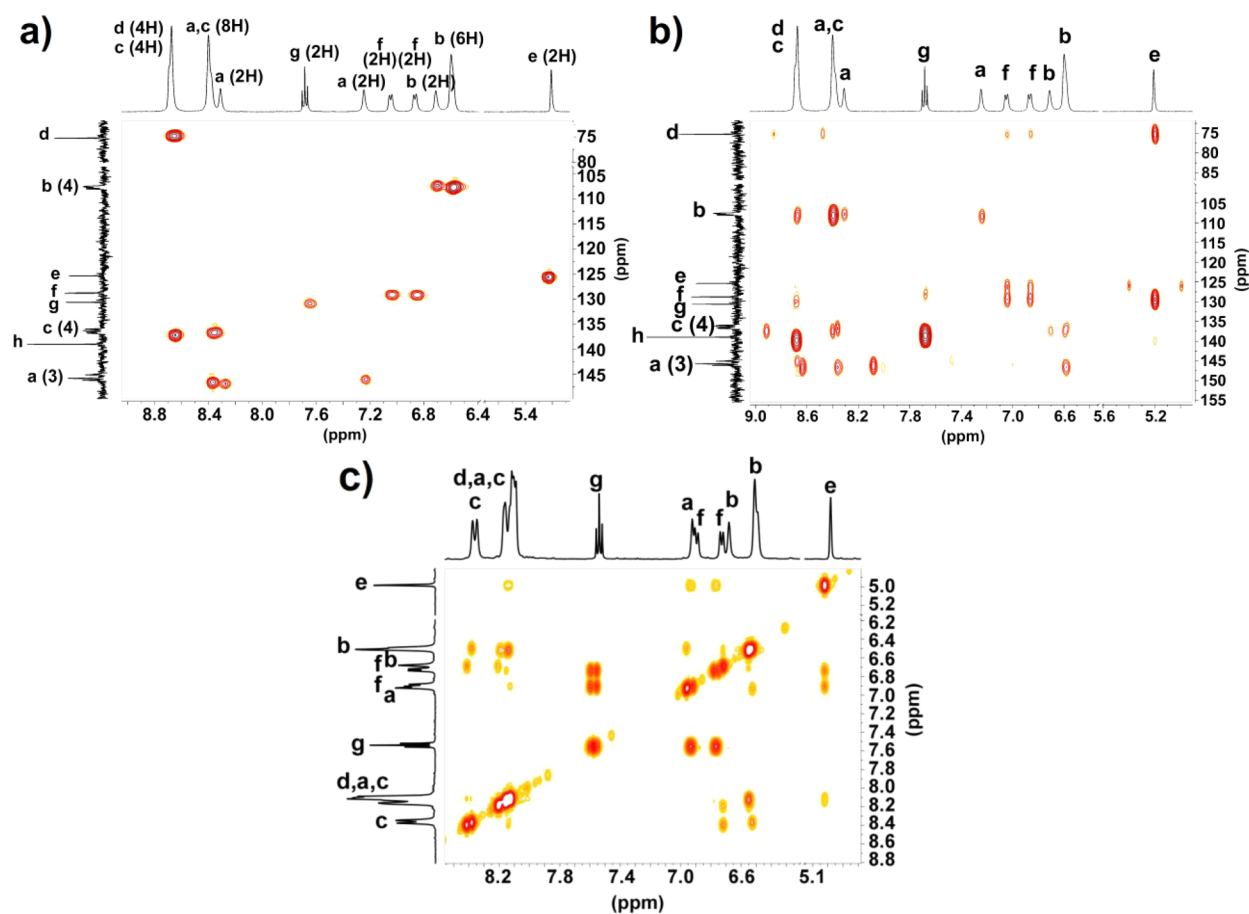 a)
d (4H)
c (4H)
a,c (8H)
a (2H)
g (2H)
f
(2H)
f
(2H)
a (2H)
b (2H)
b (6H)
e (2H)
d
b (4)
e
f
g
c (4)
h
a (3)
75
80
105
110
115
120
125
130
135
140
145
(ppm)
8.8 8.4 8.0 7.6 7.2 6.8 6.4 5.4
(ppm)
b)
d
c
a,c
a
g
a
f
f
b
b
e
d
b
e
f
g
c (4)
h
a (3)
75
85
105
110
115
120
125
130
135
140
145
150
155
(ppm)
9.0 8.6 8.2 7.8 7.4 7.0 6.6 5.6 5.2
(ppm)
c)
d,a,c
c
g
a
f
f
b
b
e
e
b
f b
f
a
g
d,a,c
c
5.0
5.2
6.2
6.4
6.6
6.8
7.0
7.2
7.4
7.6
7.8
8.0
8.2
8.4
8.6
8.8
(ppm)
8.2 7.8 7.4 7.0 6.6 5.1
(ppm)